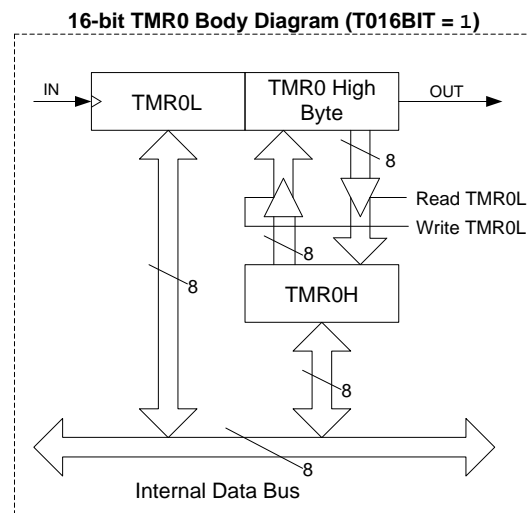 16-bit TMR0 Body Diagram (T016BIT = 1)
IN
TMR0L
TMR0 High
Byte
OUT
8
Read TMR0L
Write TMR0L
8
8
TMR0H
8
8
Internal Data Bus